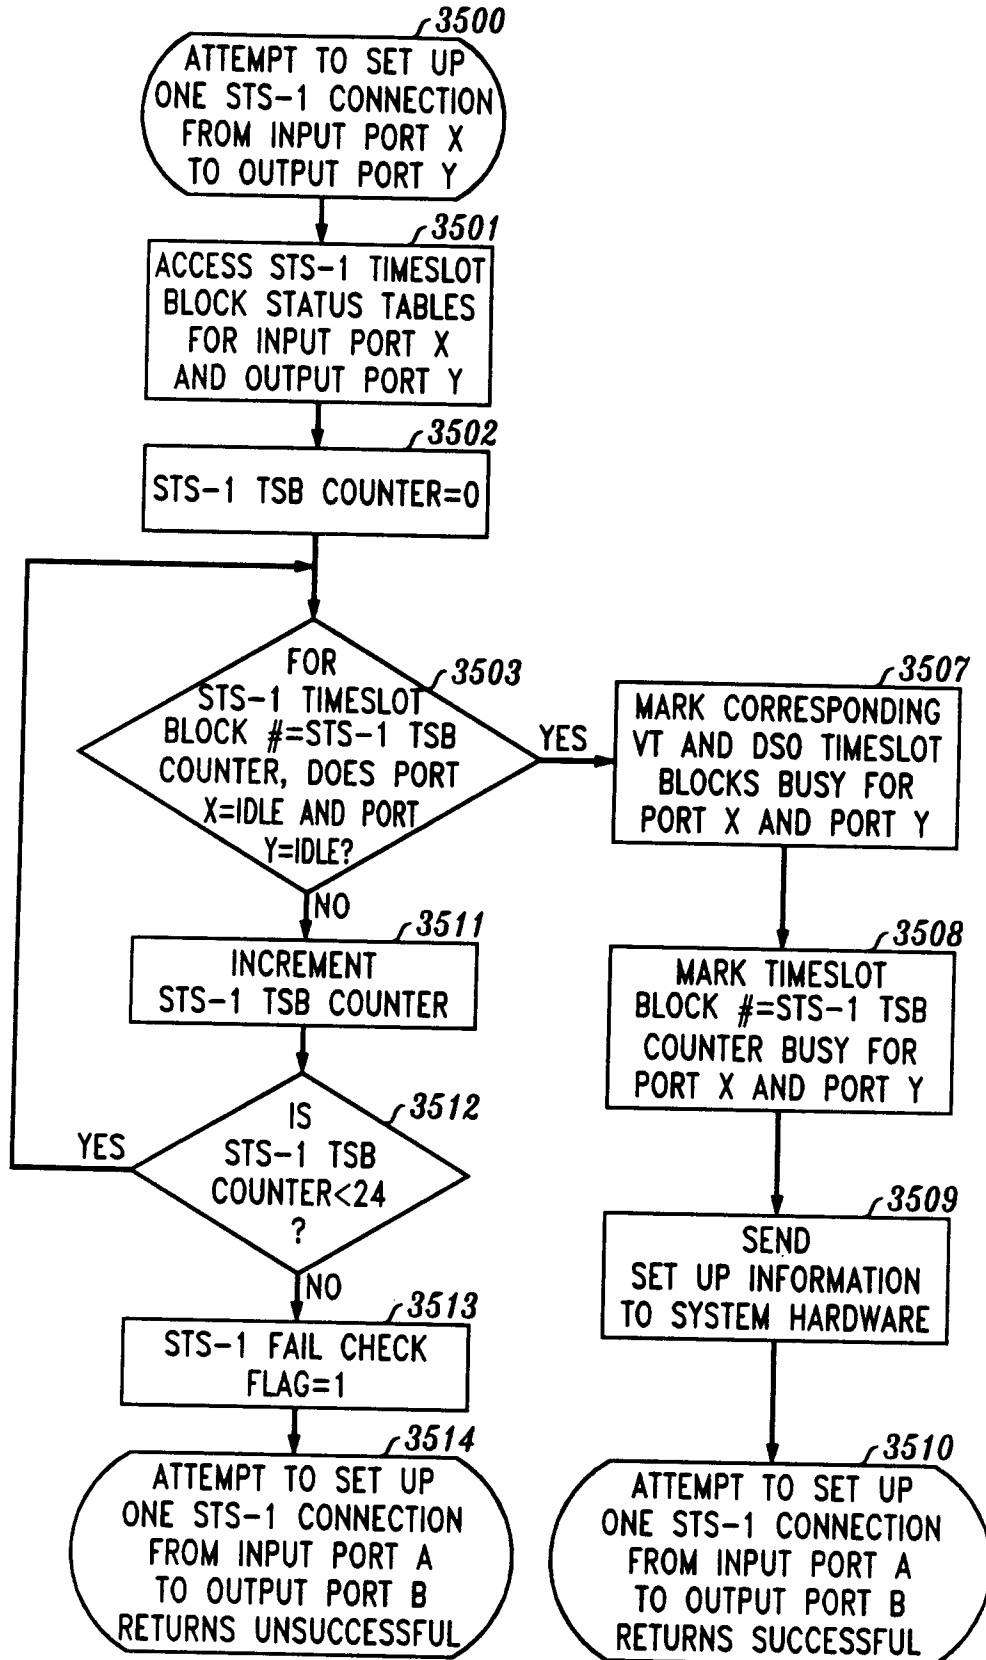 3500
ATTEMPT TO SET UP
ONE STS-1 CONNECTION
FROM INPUT PORT X
TO OUTPUT PORT Y
3501
ACCESS STS-1 TIMESLOT
BLOCK STATUS TABLES
FOR INPUT PORT X
AND OUTPUT PORT Y
3502
STS-1 TSB COUNTER=0
3503
FOR
STS-1 TIMESLOT
BLOCK #=STS-1 TSB
COUNTER, DOES PORT
X=IDLE AND PORT
Y=IDLE?
YES
NO
3507
MARK CORRESPONDING
VT AND DS0 TIMESLOT
BLOCKS BUSY FOR
PORT X AND PORT Y
3508
MARK TIMESLOT
BLOCK #=STS-1 TSB
COUNTER BUSY FOR
PORT X AND PORT Y
3509
SEND
SET UP INFORMATION
TO SYSTEM HARDWARE
3510
ATTEMPT TO SET UP
ONE STS-1 CONNECTION
FROM INPUT PORT A
TO OUTPUT PORT B
RETURNS SUCCESSFUL
3511
INCREMENT
STS-1 TSB COUNTER
3512
IS
STS-1 TSB
COUNTER<24
?
YES
NO
3513
STS-1 FAIL CHECK
FLAG=1
3514
ATTEMPT TO SET UP
ONE STS-1 CONNECTION
FROM INPUT PORT A
TO OUTPUT PORT B
RETURNS UNSUCCESSFUL